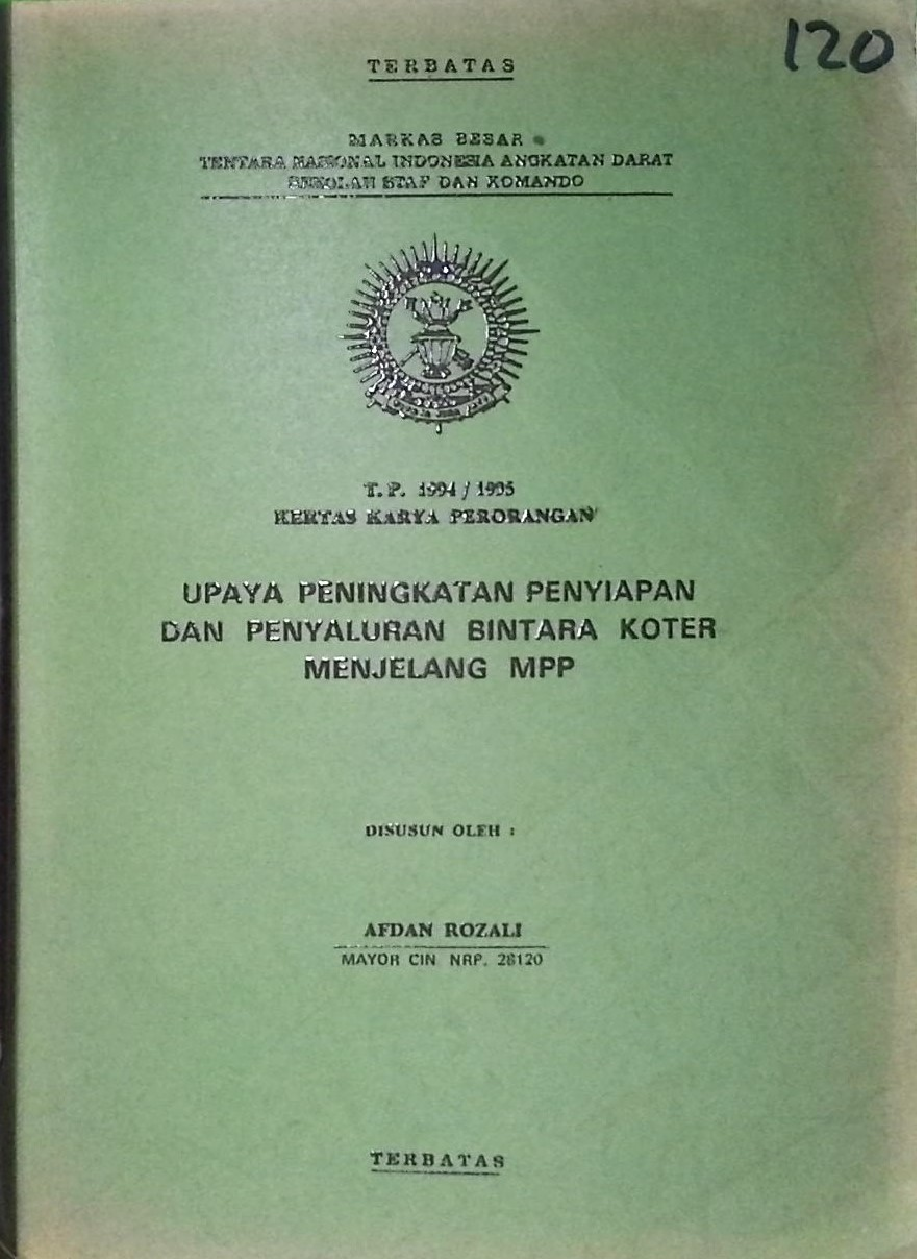 120
TERBATAS
MARKAS BESAR
TENTARA NASIONAL INDONESIA ANGKATAN DARAT
SEKOLAH STAF DAN KOMANDO
T.P. 1994 / 1995
KERTAS KARYA PERORANGAN
UPAYA PENINGKATAN PENYIAPAN
DAN PENYALURAN BINTARA KOTER
MENJELANG MPP
DISUSUN OLEH :
AFDAN ROZALI
MAYOR CIN NRP. 28120
TERBATAS